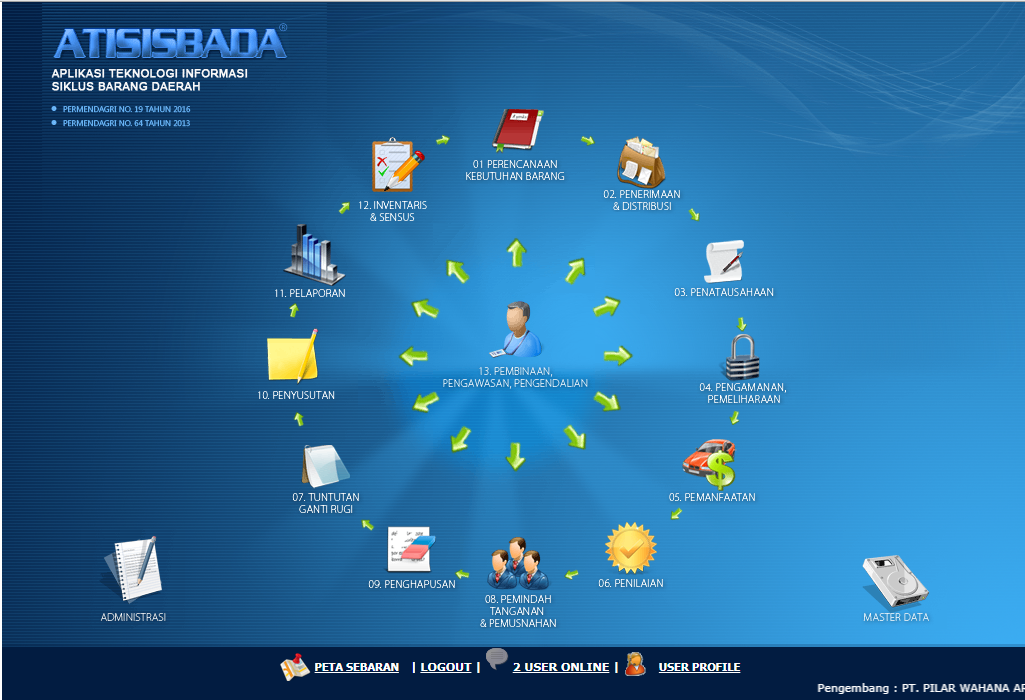 ATISISBADA®
APLIKASI TEKNOLOGI INFORMASI
SIKLUS BARANG DAERAH
PERMENDAGRI NO. 19 TAHUN 2016
PERMENDAGRI NO. 64 TAHUN 2013
01 PERENCANAAN
KEBUTUHAN BARANG
02. PENERIMAAN
& DISTRIBUSI
03. PENATAUSAHAAN
04. PENGAMANAN,
PEMELIHARAAN
05. PEMANFAATAN
06. PENILAIAN
08. PEMINDAH
TANGANAN
& PEMUSNAHAN
09. PENGHAPUSAN
07. TUNTUTAN
GANTI RUGI
10. PENYUSUTAN
11. PELAPORAN
12. INVENTARIS
& SENSUS
13. PEMBINAAN,
PENGAWASAN, PENGENDALIAN
ADMINISTRASI
MASTER DATA
PETA SEBARAN | LOGOUT | 2 USER ONLINE | USER PROFILE
Pengembang : PT. PILAR WAHANA AR